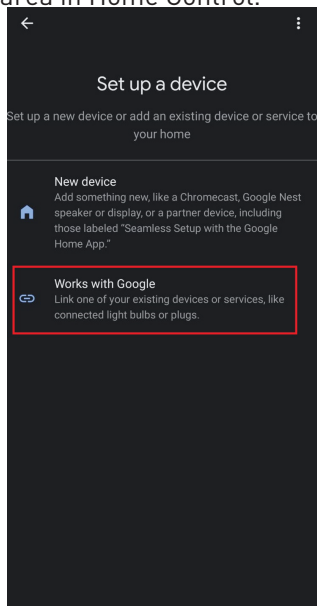 Set up a device
Set up a new device or add an existing device or service to
your home
New device
Add something new, like a Chromecast, Google Nest
speaker or display, or a partner device, including
those labeled “Seamless Setup with the Google
Home App.”
Works with Google
Link one of your existing devices or services, like
connected light bulbs or plugs.